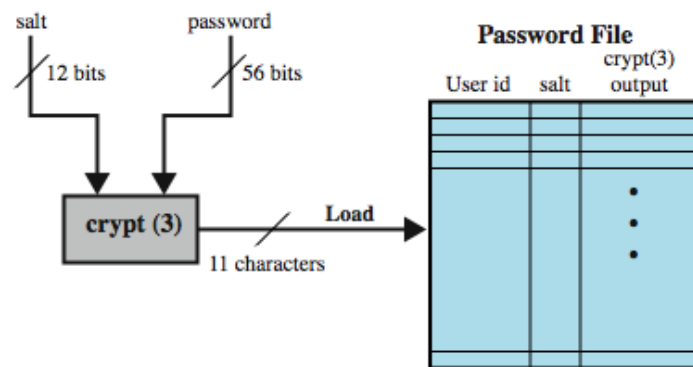 salt
password
12 bits
56 bits
crypt (3)
Load
11 characters
Password File
User id
salt
crypt(3)
output